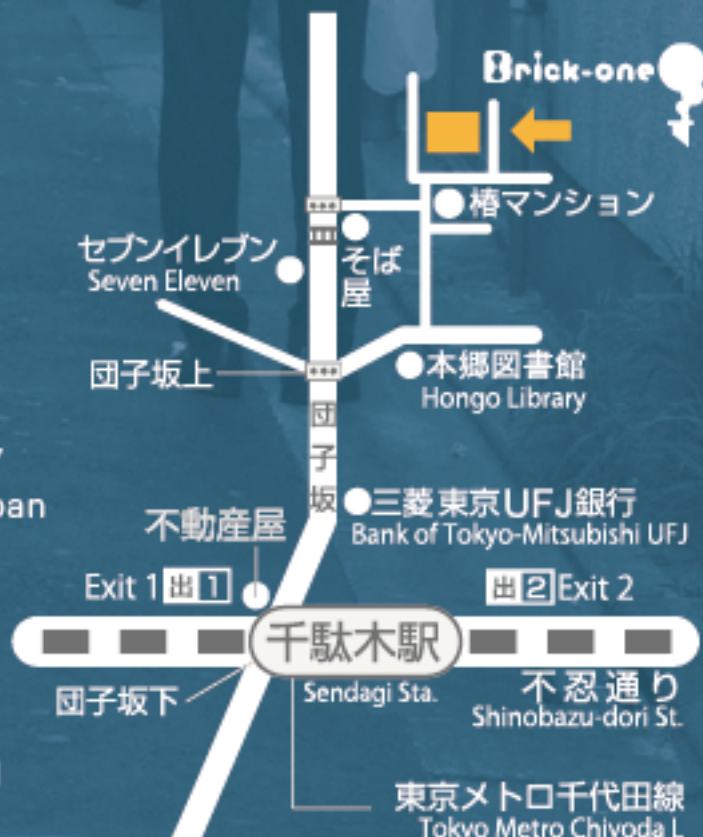 Brick-one
椿マンション
セブンイレブン
Seven Eleven
そば
屋
団子坂上
本郷図書館
Hongo Library
団
子
坂
三菱東京UFJ銀行
Bank of Tokyo-Mitsubishi UFJ
不動産屋
Exit 1 出1
出2 Exit 2
千駄木駅
Sendagi Sta.
団子坂下
不忍通り
Shinobazu-dori St.
東京メトロ千代田線
Tokyo Metro Chiyoda L